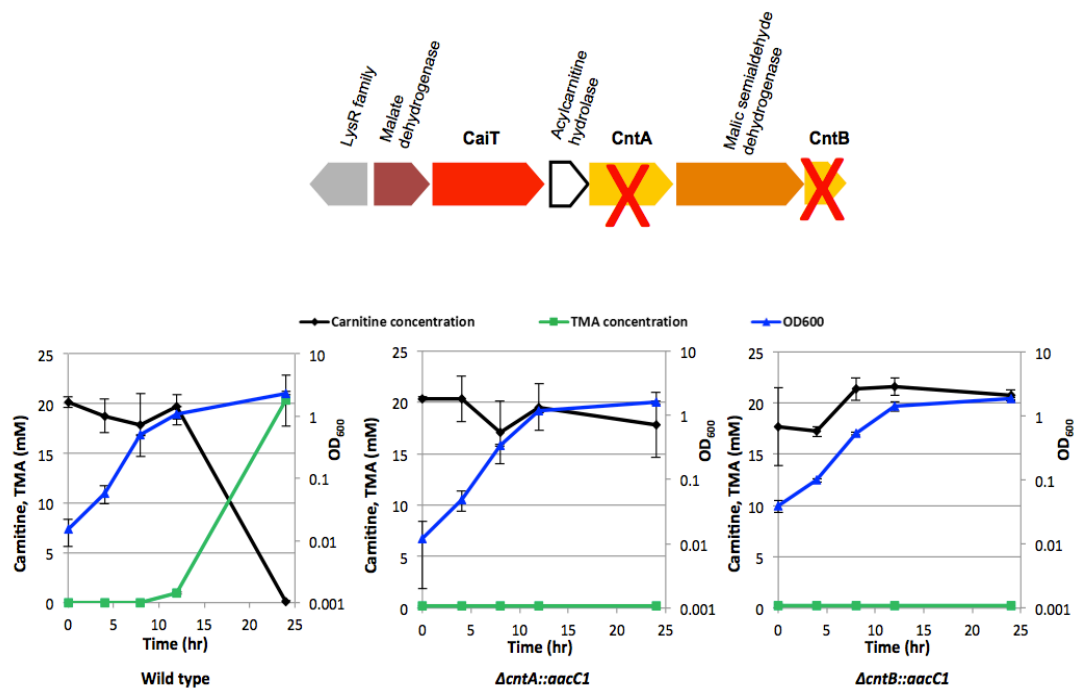 LysR family
Malate
dehydrogenase
CaiT
Acylcarnitine
hydrolase
CntA
Malic semialdehyde
dehydrogenase
CntB
Carnitine concentration
TMA concentration
OD600
25
20
15
10
5
0
Carnitine, TMA (mM)
10
1
0.1
0.01
0.001
OD600
0 5 10 15 20 25
Time (hr)
Wild type
25
20
15
10
5
0
Carnitine, TMA (mM)
10
1
0.1
0.01
0.001
OD600
0 5 10 15 20 25
Time (hr)
ΔcntA::aacC1
25
20
15
10
5
0
Carnitine, TMA (mM)
10
1
0.1
0.01
0.001
OD600
0 5 10 15 20 25
Time (hr)
ΔcntB::aacC1